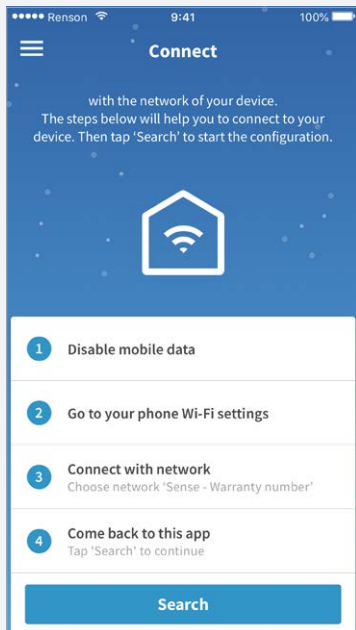 Renson 9:41 100%
Connect
with the network of your device.
The steps below will help you to connect to your
device. Then tap ‘Search’ to start the configuration.
1 Disable mobile data
2 Go to your phone Wi-Fi settings
3 Connect with network
Choose network ‘Sense - Warranty number’
4 Come back to this app
Tap 'Search' to continue
Search